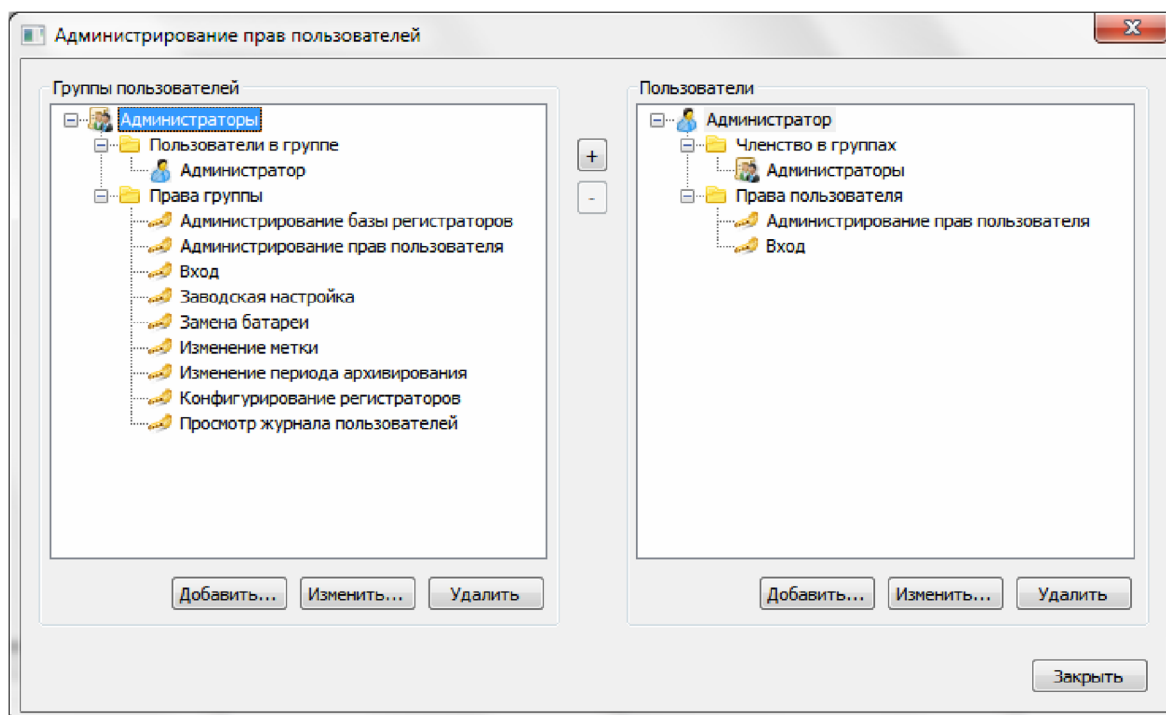 Администрирование прав пользователей
Группы пользователей
Администраторы
Пользователи в группе
Администратор
Права группы
Администрирование базы регистраторов
Администрирование прав пользователя
Вход
Заводская настройка
Замена батареи
Изменение метки
Изменение периода архивирования
Конфигурирование регистраторов
Просмотр журнала пользователей
Добавить...
Изменить...
Удалить
+
-
Пользователи
Администратор
Членство в группах
Администраторы
Права пользователя
Администрирование прав пользователя
Вход
Добавить...
Изменить...
Удалить
Закрыть